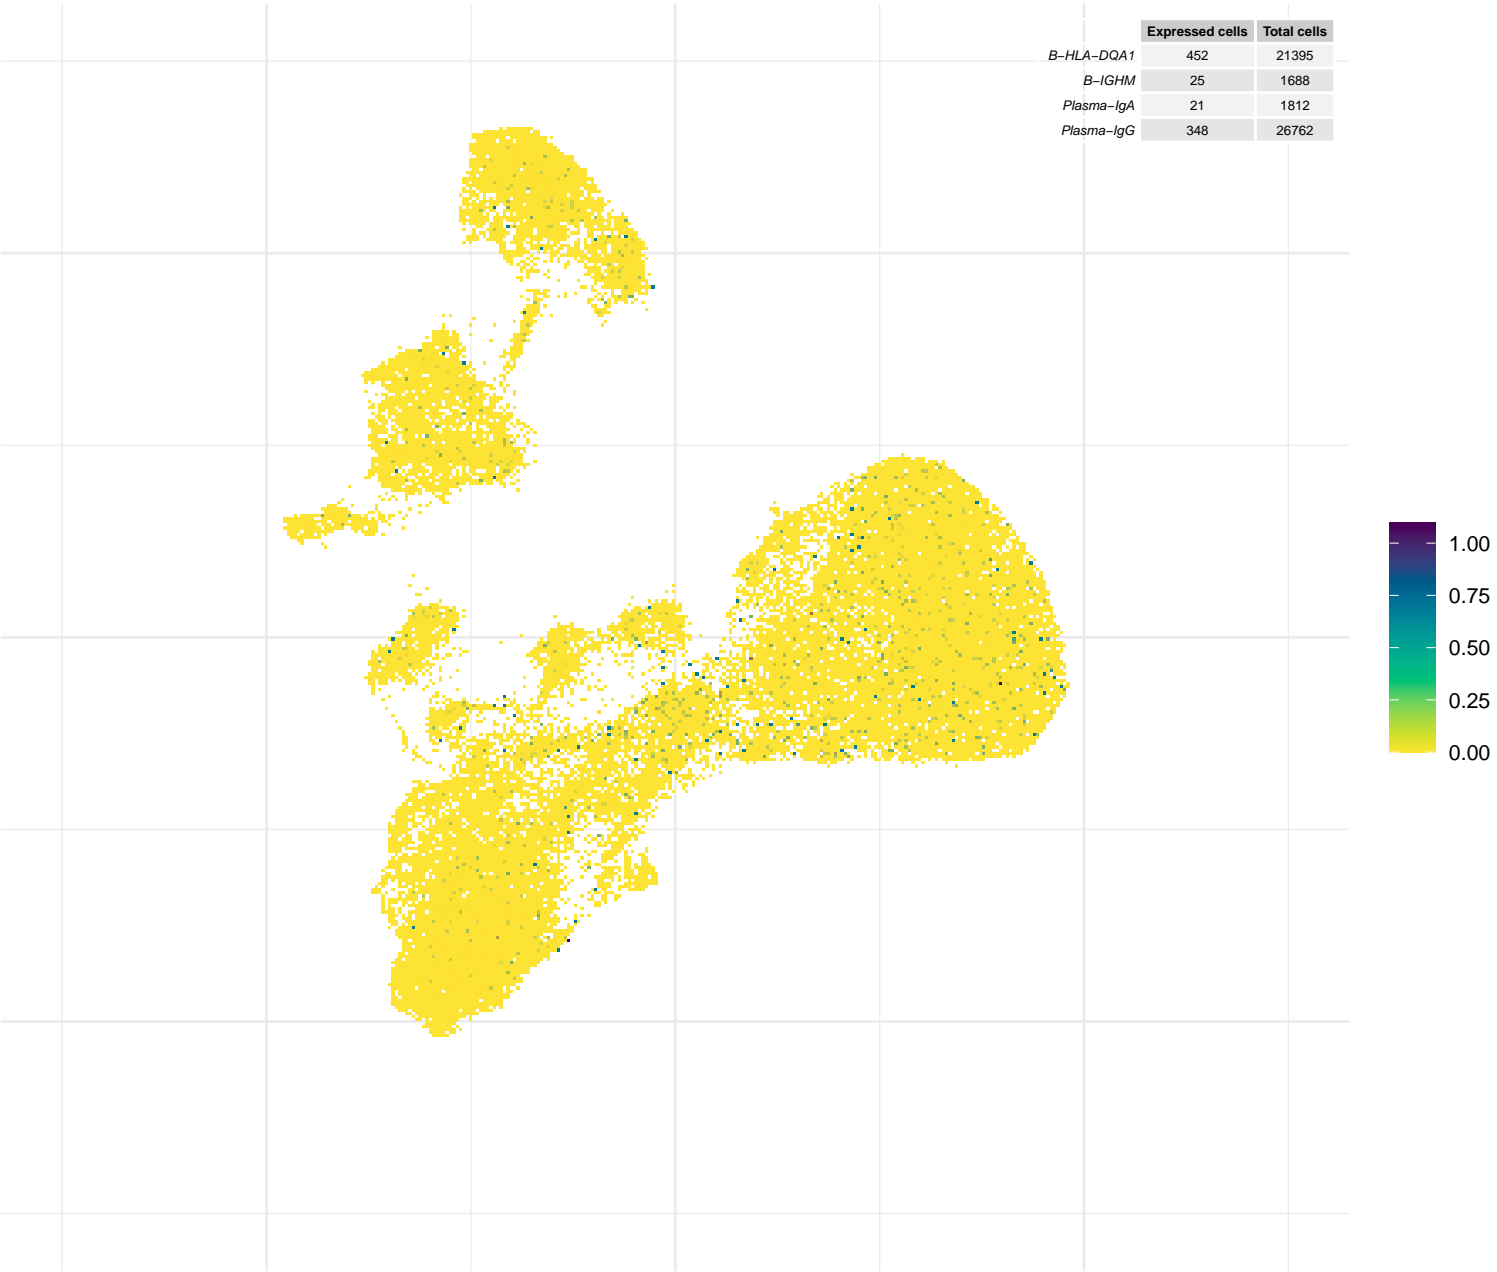 Expressed cells Total cells
B−HLA−DQA1 452 21395
B−IGHM 25 1688
Plasma−IgA 21 1812
Plasma−IgG 348 26762
1.00
0.75
0.50
0.25
0.00